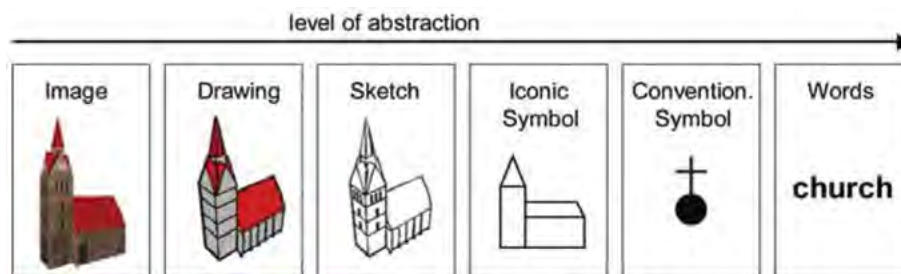 level of abstraction
Image
Drawing
Sketch
Iconic
Symbol
Convention.
Symbol
Words
church